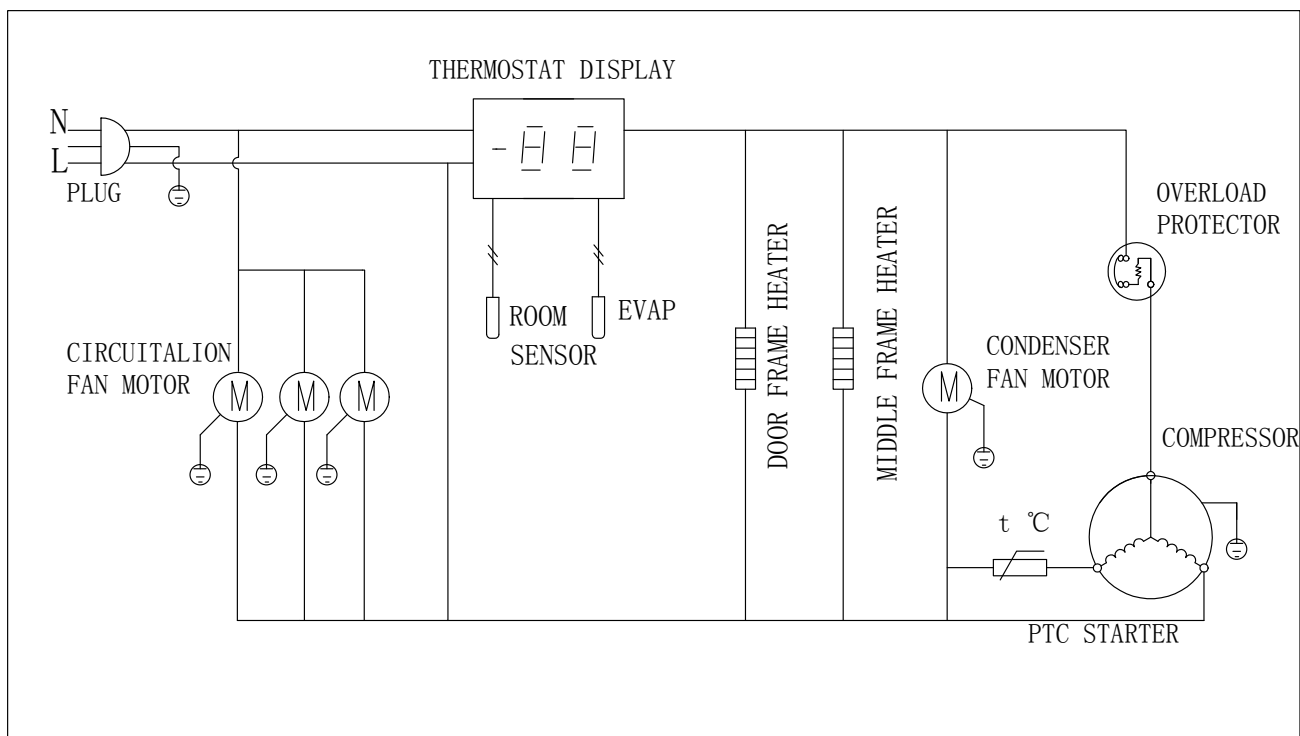 THERMOSTAT DISPLAY
N
L
PLUG
-88
OVERLOAD
PROTECTOR
ROOM
SENSOR
EVAP
DOOR FRAME HEATER
MIDDLE FRAME HEATER
CIRCUITALION
FAN MOTOR
M
M
M
M
CONDENSER
FAN MOTOR
COMPRESSOR
t ℃
PTC STARTER